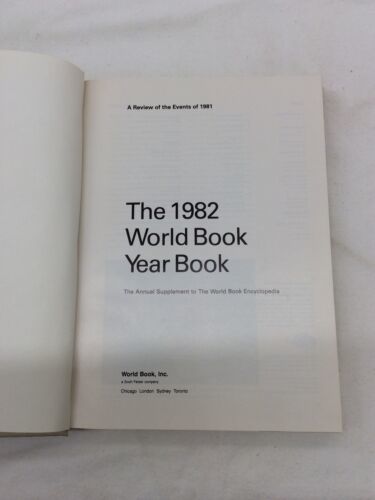 A Review of the Events of 1981
The 1982
World Book
Year Book
The Annual Supplement to The World Book Encyclopedia
World Book, Inc.
a Scott Fetzer company
Chicago London Sydney Toronto